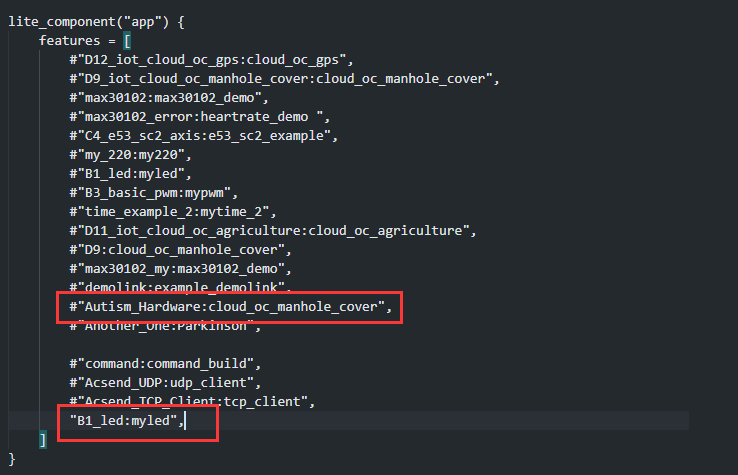 lite_component("app") {
features = [
#"D12_iot_cloud_oc_gps:cloud_oc_gps",
#"D9_iot_cloud_oc_manhole_cover:cloud_oc_manhole_cover",
#"max30102:max30102_demo",
#"max30102_error:heartrate_demo ",
#"C4_e53_sc2_axis:e53_sc2_example",
#"my_220:my220",
#"B1_led:myled",
#"B3_basic_pwm:mypwm",
#"time_example_2:mytime_2",
#"D11_iot_cloud_oc_agriculture:cloud_oc_agriculture",
#"D9:cloud_oc_manhole_cover",
#"max30102_my:max30102_demo",
#"demolink:example_demolink",
#"Autism_Hardware:cloud_oc_manhole_cover",
#"Another_One:Parkinson",
#"command:command_build",
#"Acsend_UDP:udp_client",
#"Acsend_TCP_Client:tcp_client",
"B1_led:myled",
]
}